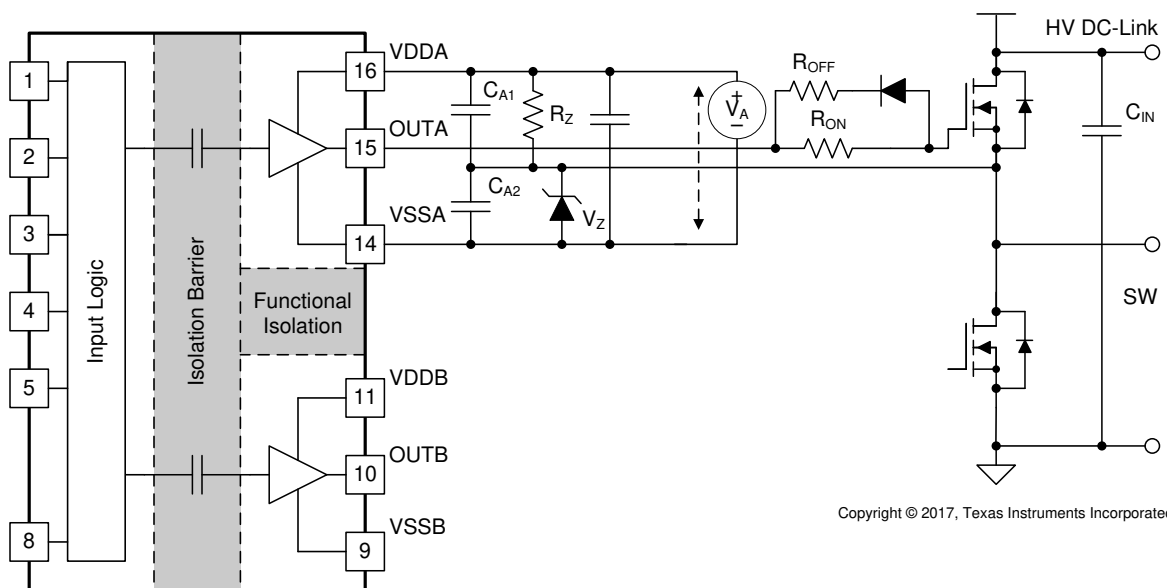 HV DC-Link
VDDA
16
1
ROFF
CA1
RZ
+
VA
–
CIN
RON
OUTA
15
2
CA2
VSSA
VZ
14
3
SW
Functional
Isolation
4
Input Logic
Isolation Barrier
5
VDDB
11
OUTB
10
VSSB
9
8
Copyright © 2017, Texas Instruments Incorporated